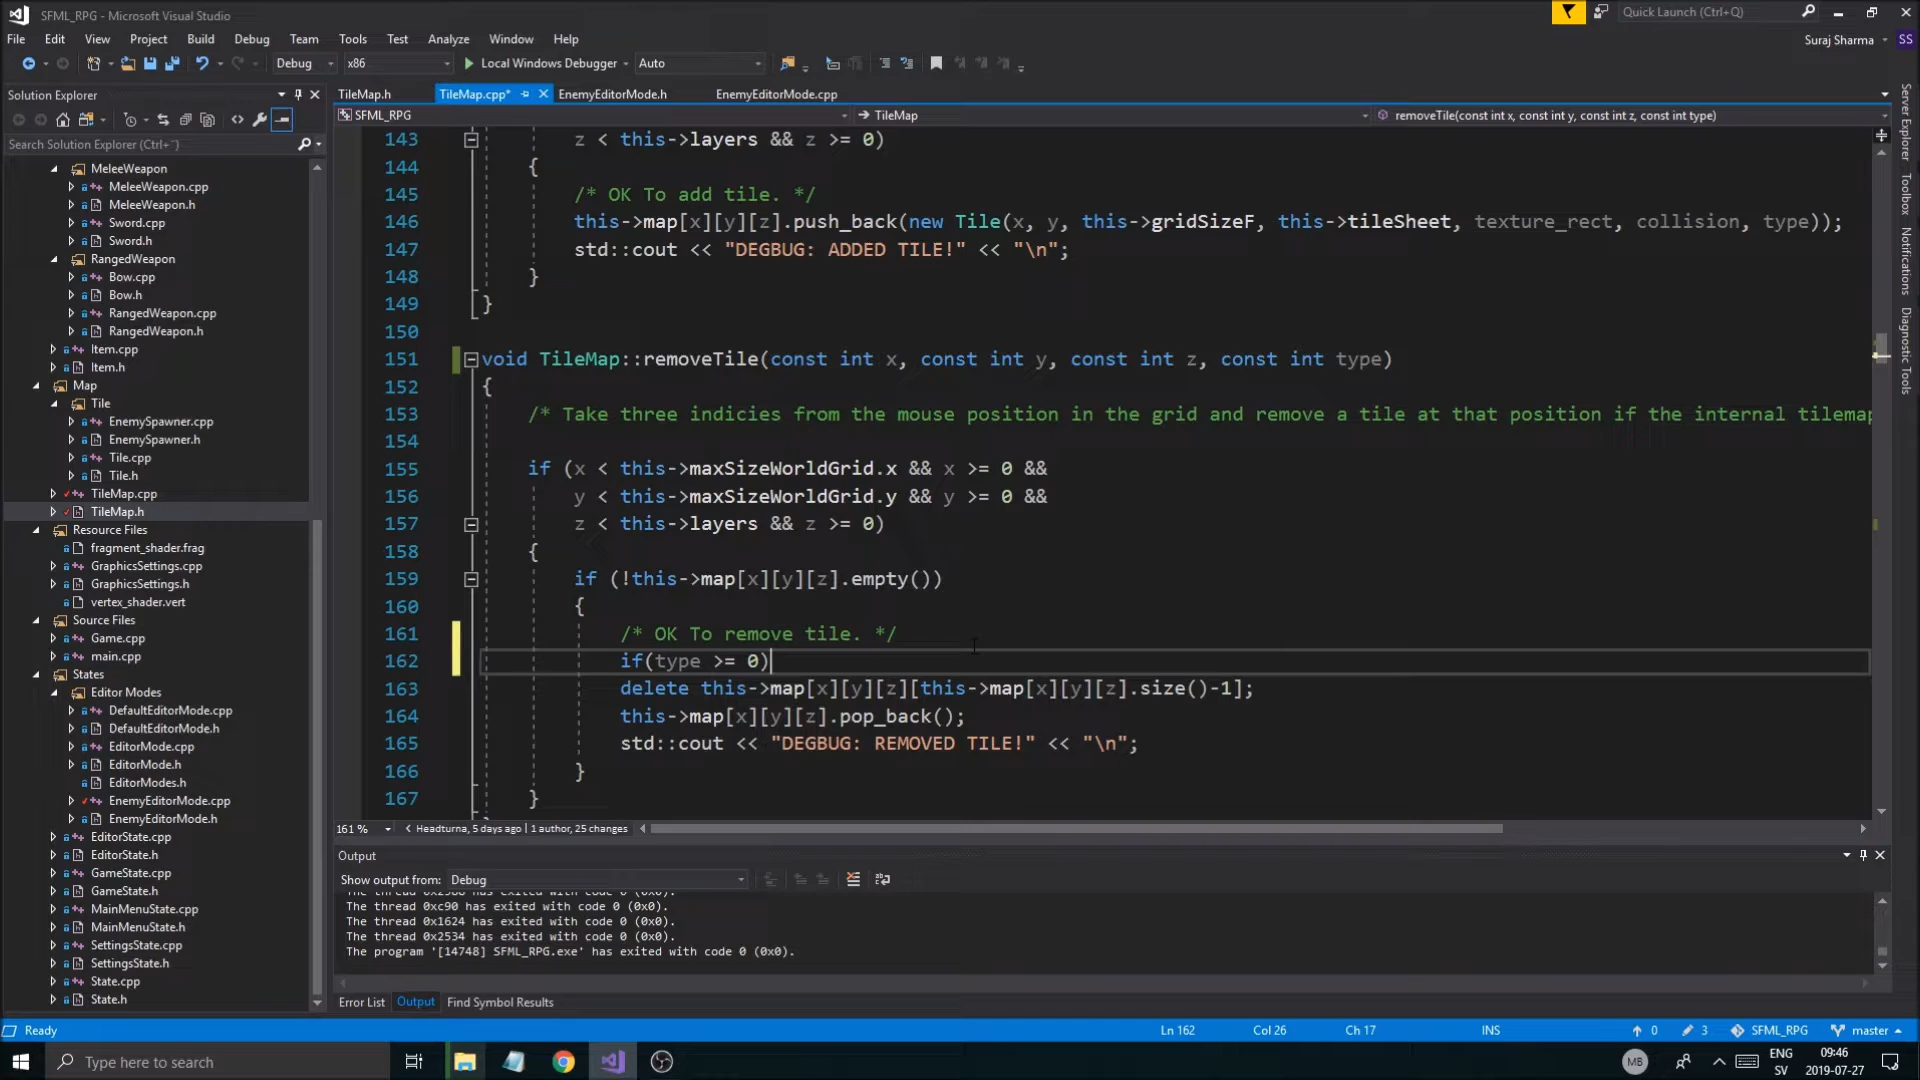 SFML_RPG - Microsoft Visual Studio
Quick Launch (Ctrl+Q)
File Edit View Project Build Debug Team Tools Test Analyze Window Help
Suraj Sharma SS
Debug x86 Local Windows Debugger Auto
Solution Explorer
Search Solution Explorer (Ctrl+¨)
MeleeWeapon
MeleeWeapon.cpp
MeleeWeapon.h
Sword.cpp
Sword.h
RangedWeapon
Bow.cpp
Bow.h
RangedWeapon.cpp
RangedWeapon.h
Item.cpp
Item.h
Map
Tile
EnemySpawner.cpp
EnemySpawner.h
Tile.cpp
Tile.h
TileMap.cpp
TileMap.h
Resource Files
fragment_shader.frag
GraphicsSettings.cpp
GraphicsSettings.h
vertex_shader.vert
Source Files
Game.cpp
main.cpp
States
Editor Modes
DefaultEditorMode.cpp
DefaultEditorMode.h
EditorMode.cpp
EditorMode.h
EditorModes.h
EnemyEditorMode.cpp
EnemyEditorMode.h
EditorState.cpp
EditorState.h
GameState.cpp
GameState.h
MainMenuState.cpp
MainMenuState.h
SettingsState.cpp
SettingsState.h
State.cpp
State.h
TileMap.h TileMap.cpp* EnemyEditorMode.h EnemyEditorMode.cpp
SFML_RPG TileMap removeTile(const int x, const int y, const int z, const int type)
143 z < this->layers && z >= 0)
144 {
145 /* OK To add tile. */
146 this->map[x][y][z].push_back(new Tile(x, y, this->gridSizeF, this->tileSheet, texture_rect, collision, type));
147 std::cout << "DEGBUG: ADDED TILE!" << "\n";
148 }
149 }
150
151 void TileMap::removeTile(const int x, const int y, const int z, const int type)
152 {
153 /* Take three indicies from the mouse position in the grid and remove a tile at that position if the internal tilemap
154
155 if (x < this->maxSizeWorldGrid.x && x >= 0 &&
156 y < this->maxSizeWorldGrid.y && y >= 0 &&
157 z < this->layers && z >= 0)
158 {
159 if (!this->map[x][y][z].empty())
160 {
161 /* OK To remove tile. */
162 if(type >= 0)
163 delete this->map[x][y][z][this->map[x][y][z].size()-1];
164 this->map[x][y][z].pop_back();
165 std::cout << "DEGBUG: REMOVED TILE!" << "\n";
166 }
167 }
161 % Headturna, 5 days ago | 1 author, 25 changes
Output
Show output from: Debug
The thread 0xc90 has exited with code 0 (0x0).
The thread 0x1624 has exited with code 0 (0x0).
The thread 0x2534 has exited with code 0 (0x0).
The program '[14748] SFML_RPG.exe' has exited with code 0 (0x0).
Error List Output Find Symbol Results
Server Explorer
Toolbox
Notifications
Diagnostic Tools
Ready Ln 162 Col 26 Ch 17 INS 0 3 SFML_RPG master
Type here to search
MB
ENG
SV
09:46
2019-07-27